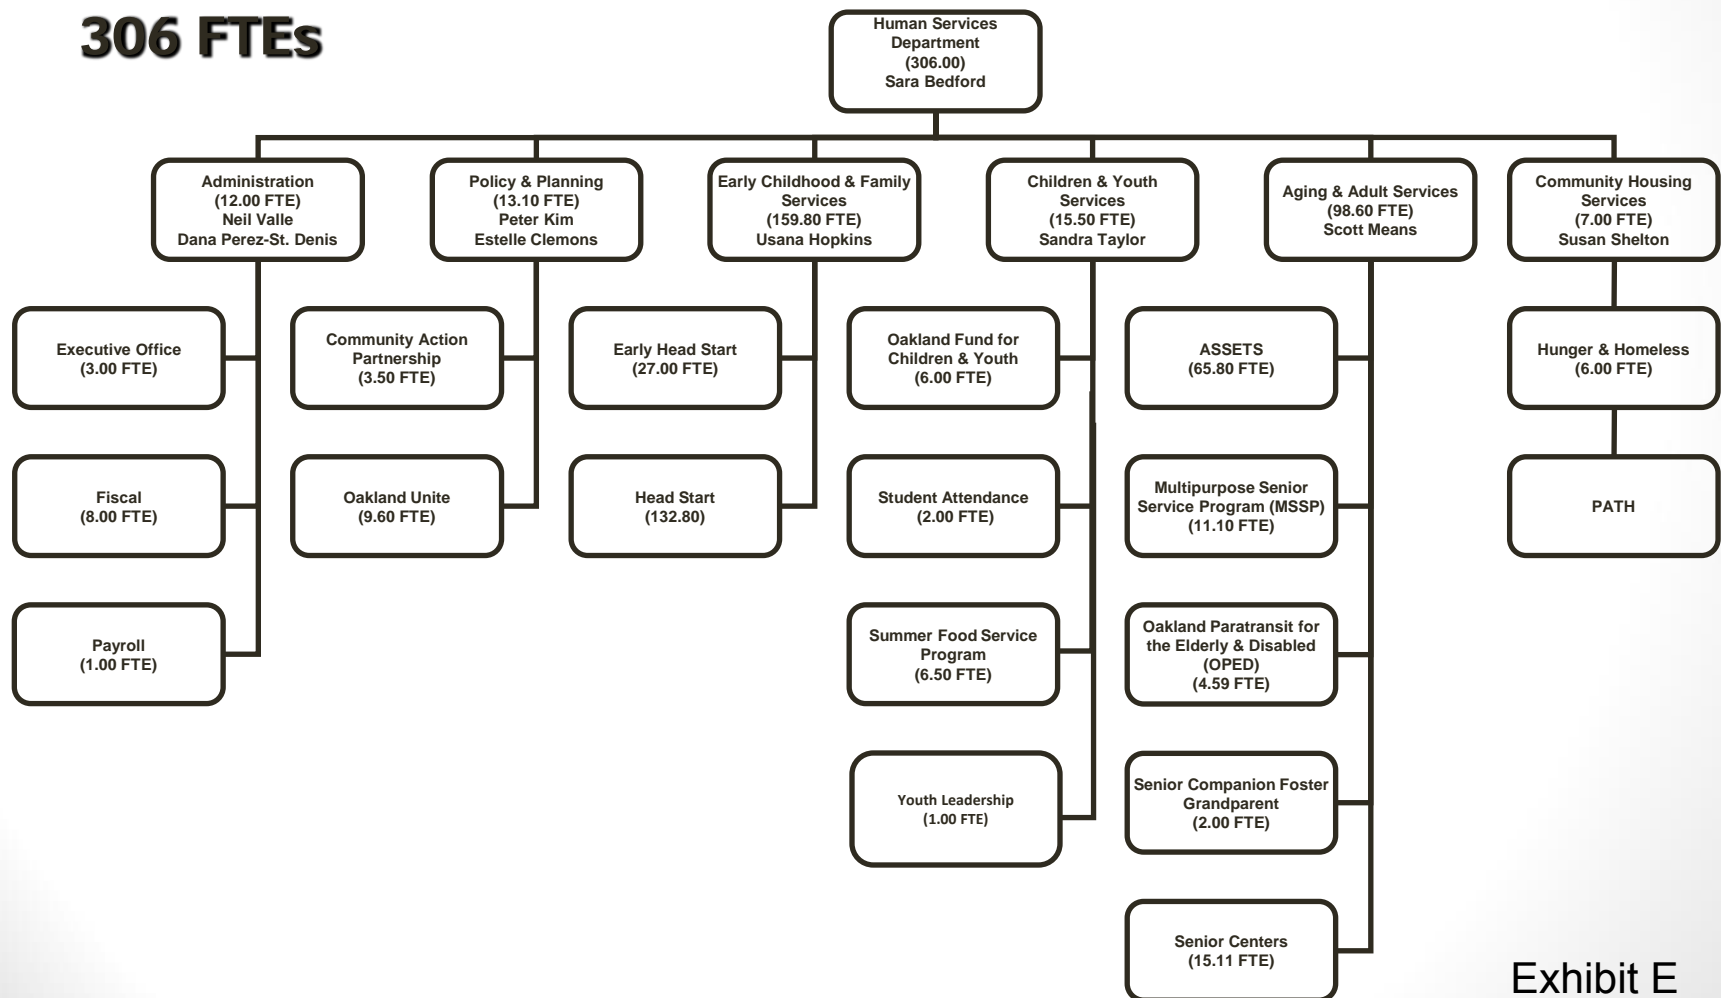 306 FTEs
Human Services
Department
(306.00)
Sara Bedford
Administration
(12.00 FTE)
Neil Valle
Dana Perez-St. Denis
Policy & Planning
(13.10 FTE)
Peter Kim
Estelle Clemons
Early Childhood & Family
Services
(159.80 FTE)
Usana Hopkins
Children & Youth
Services
(15.50 FTE)
Sandra Taylor
Aging & Adult Services
(98.60 FTE)
Scott Means
Community Housing
Services
(7.00 FTE)
Susan Shelton
Executive Office
(3.00 FTE)
Community Action
Partnership
(3.50 FTE)
Early Head Start
(27.00 FTE)
Oakland Fund for
Children & Youth
(6.00 FTE)
ASSETS
(65.80 FTE)
Hunger & Homeless
(6.00 FTE)
Fiscal
(8.00 FTE)
Oakland Unite
(9.60 FTE)
Head Start
(132.80)
Student Attendance
(2.00 FTE)
Multipurpose Senior
Service Program (MSSP)
(11.10 FTE)
PATH
Payroll
(1.00 FTE)
Summer Food Service
Program
(6.50 FTE)
Oakland Paratransit for
the Elderly & Disabled
(OPED)
(4.59 FTE)
Youth Leadership
(1.00 FTE)
Senior Companion Foster
Grandparent
(2.00 FTE)
Senior Centers
(15.11 FTE)
Exhibit E